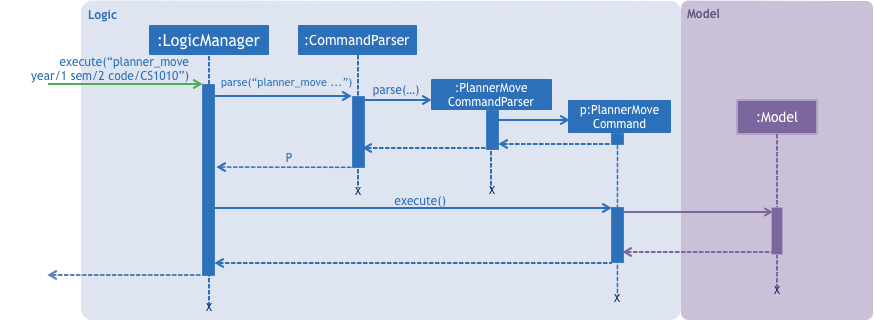 Logic
Model
:LogicManager
:CommandParser
execute(“planner_move
year/1 sem/2 code/CS1010”)
parse(“planner_move ...”)
parse(…)
:PlannerMove
CommandParser
p:PlannerMove
Command
:Model
P
X
X
execute()
X
X
X